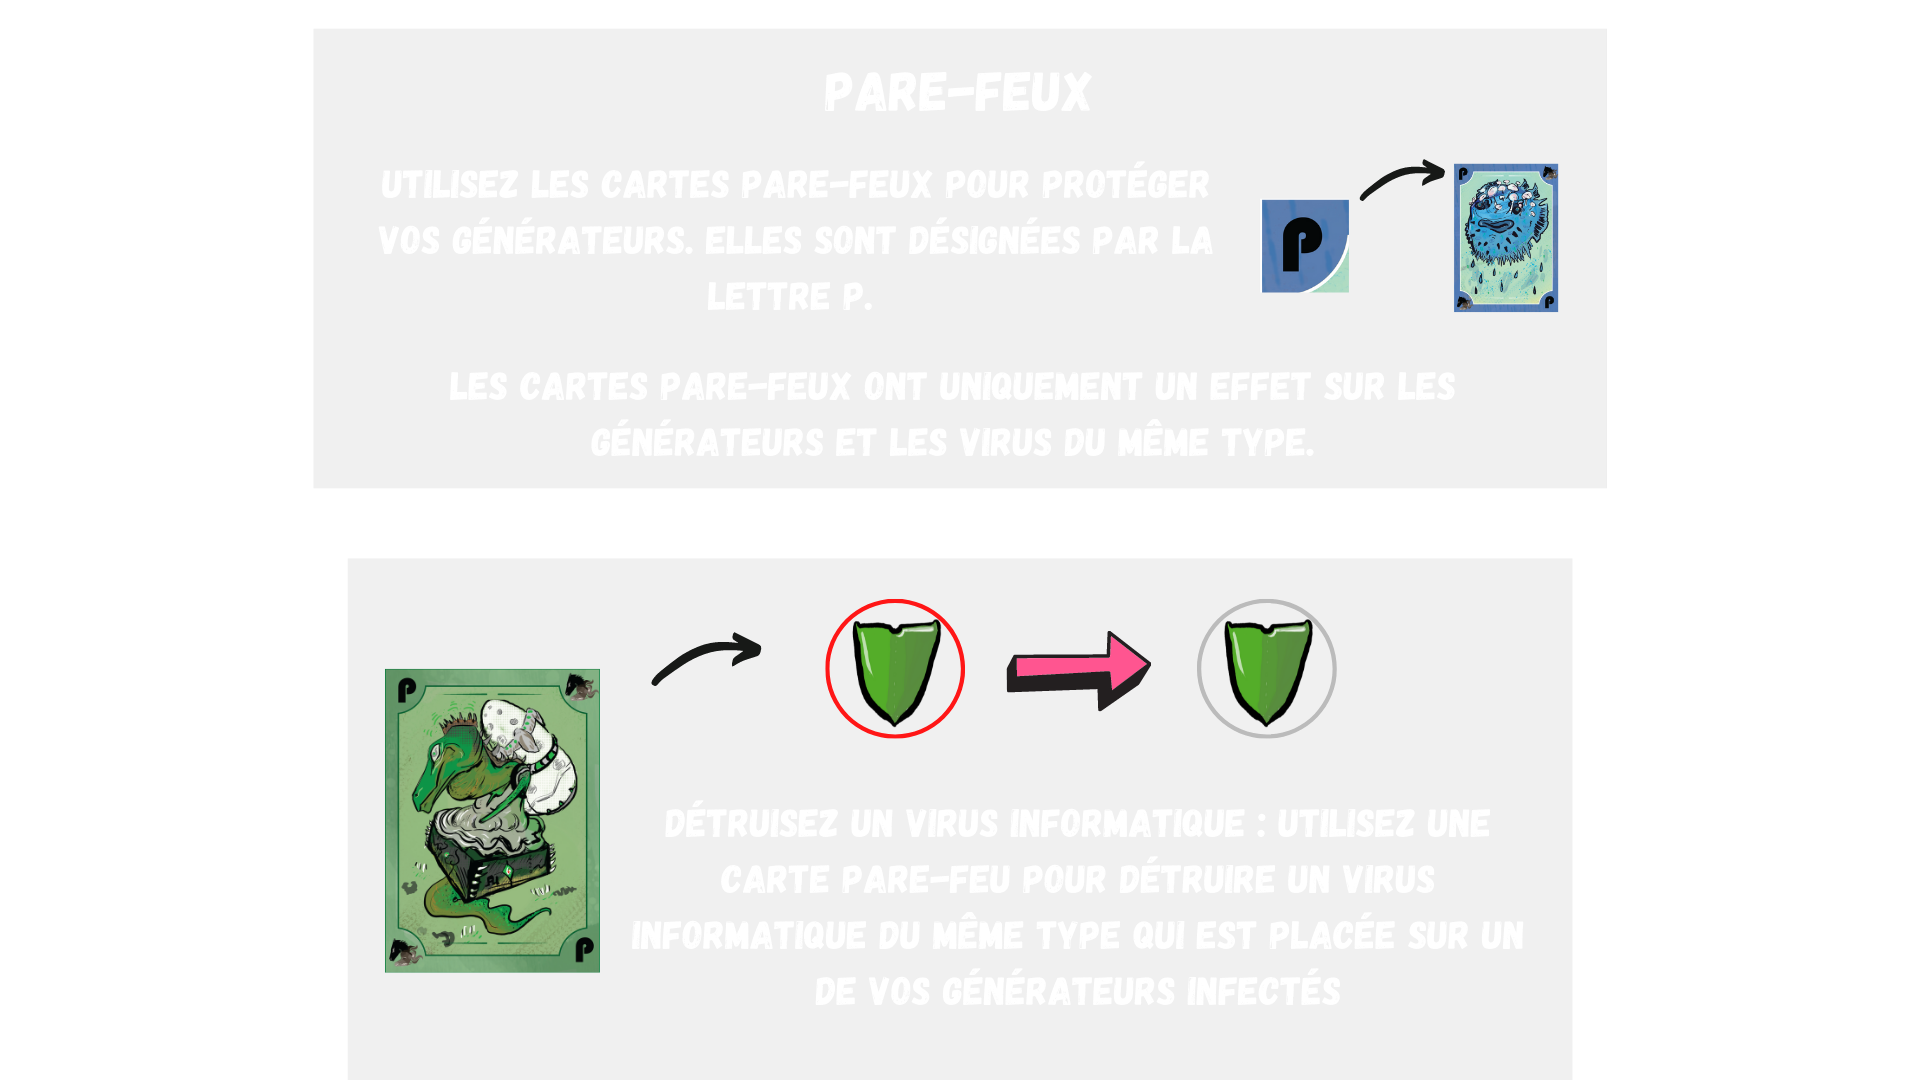 PARE-FEUX
UTILISEZ LES CARTES PARE-FEUX POUR PROTÉGER
VOS GÉNÉRATEURS. ELLES SONT DÉSIGNÉES PAR LA
LETTRE P.
P
P
P
LES CARTES PARE-FEUX ONT UNIQUEMENT UN EFFET SUR LES
GÉNÉRATEURS ET LES VIRUS DU MÊME TYPE.
P
P
DÉTRUISEZ UN VIRUS INFORMATIQUE : UTILISEZ UNE
CARTE PARE-FEU POUR DÉTRUIRE UN VIRUS
INFORMATIQUE DU MÊME TYPE QUI EST PLACÉE SUR UN
DE VOS GÉNÉRATEURS INFECTÉS